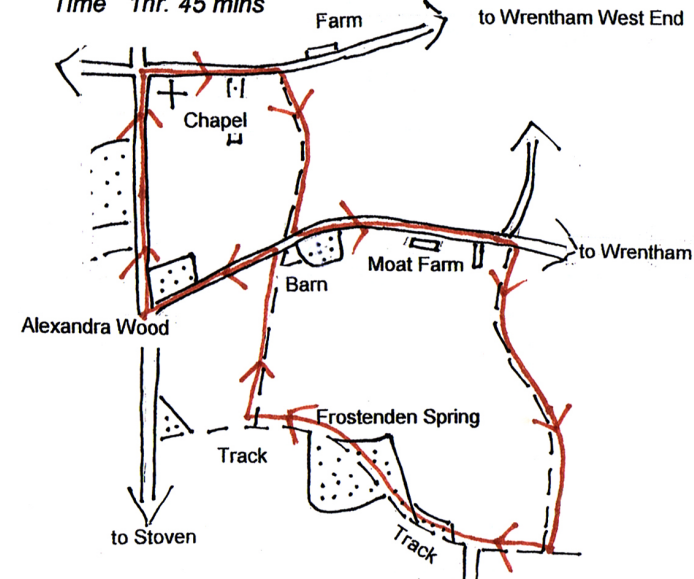 Time 1hr. 45 mins
Farm
to Wrentham West End
Chapel
to Wrentham
Moat Farm
Barn
Alexandra Wood
Frostenden Spring
Track
Track
to Stoven